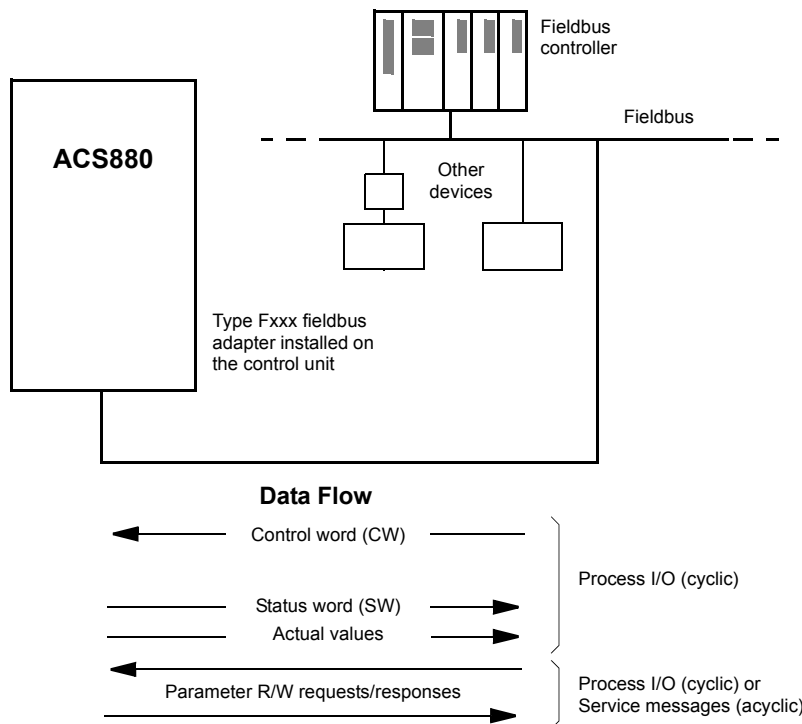 Fieldbus
controller
Fieldbus
ACS880
Other
devices
Type Fxxx fieldbus
adapter installed on
the control unit
Data Flow
Control word (CW)
Process I/O (cyclic)
Status word (SW)
Actual values
Parameter R/W requests/responses
Process I/O (cyclic) or
Service messages (acyclic)